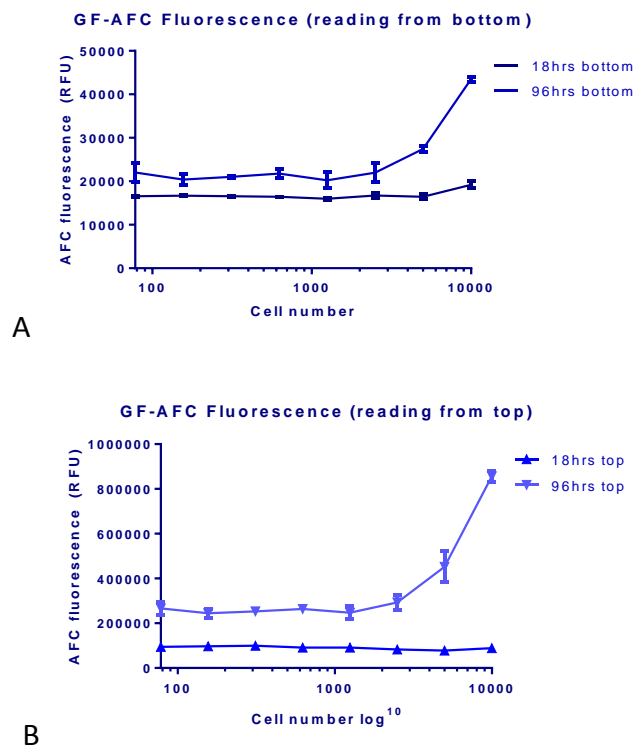 GF-AFC Fluorescence (reading from bottom)
AFC fluorescence (RFU)
50000
40000
30000
20000
10000
0
100
1000
10000
Cell number
18hrs bottom
96hrs bottom
A
GF-AFC Fluorescence (reading from top)
AFC fluorescence (RFU)
1000000
800000
600000
400000
200000
0
100
1000
10000
Cell number log10
18hrs top
96hrs top
B